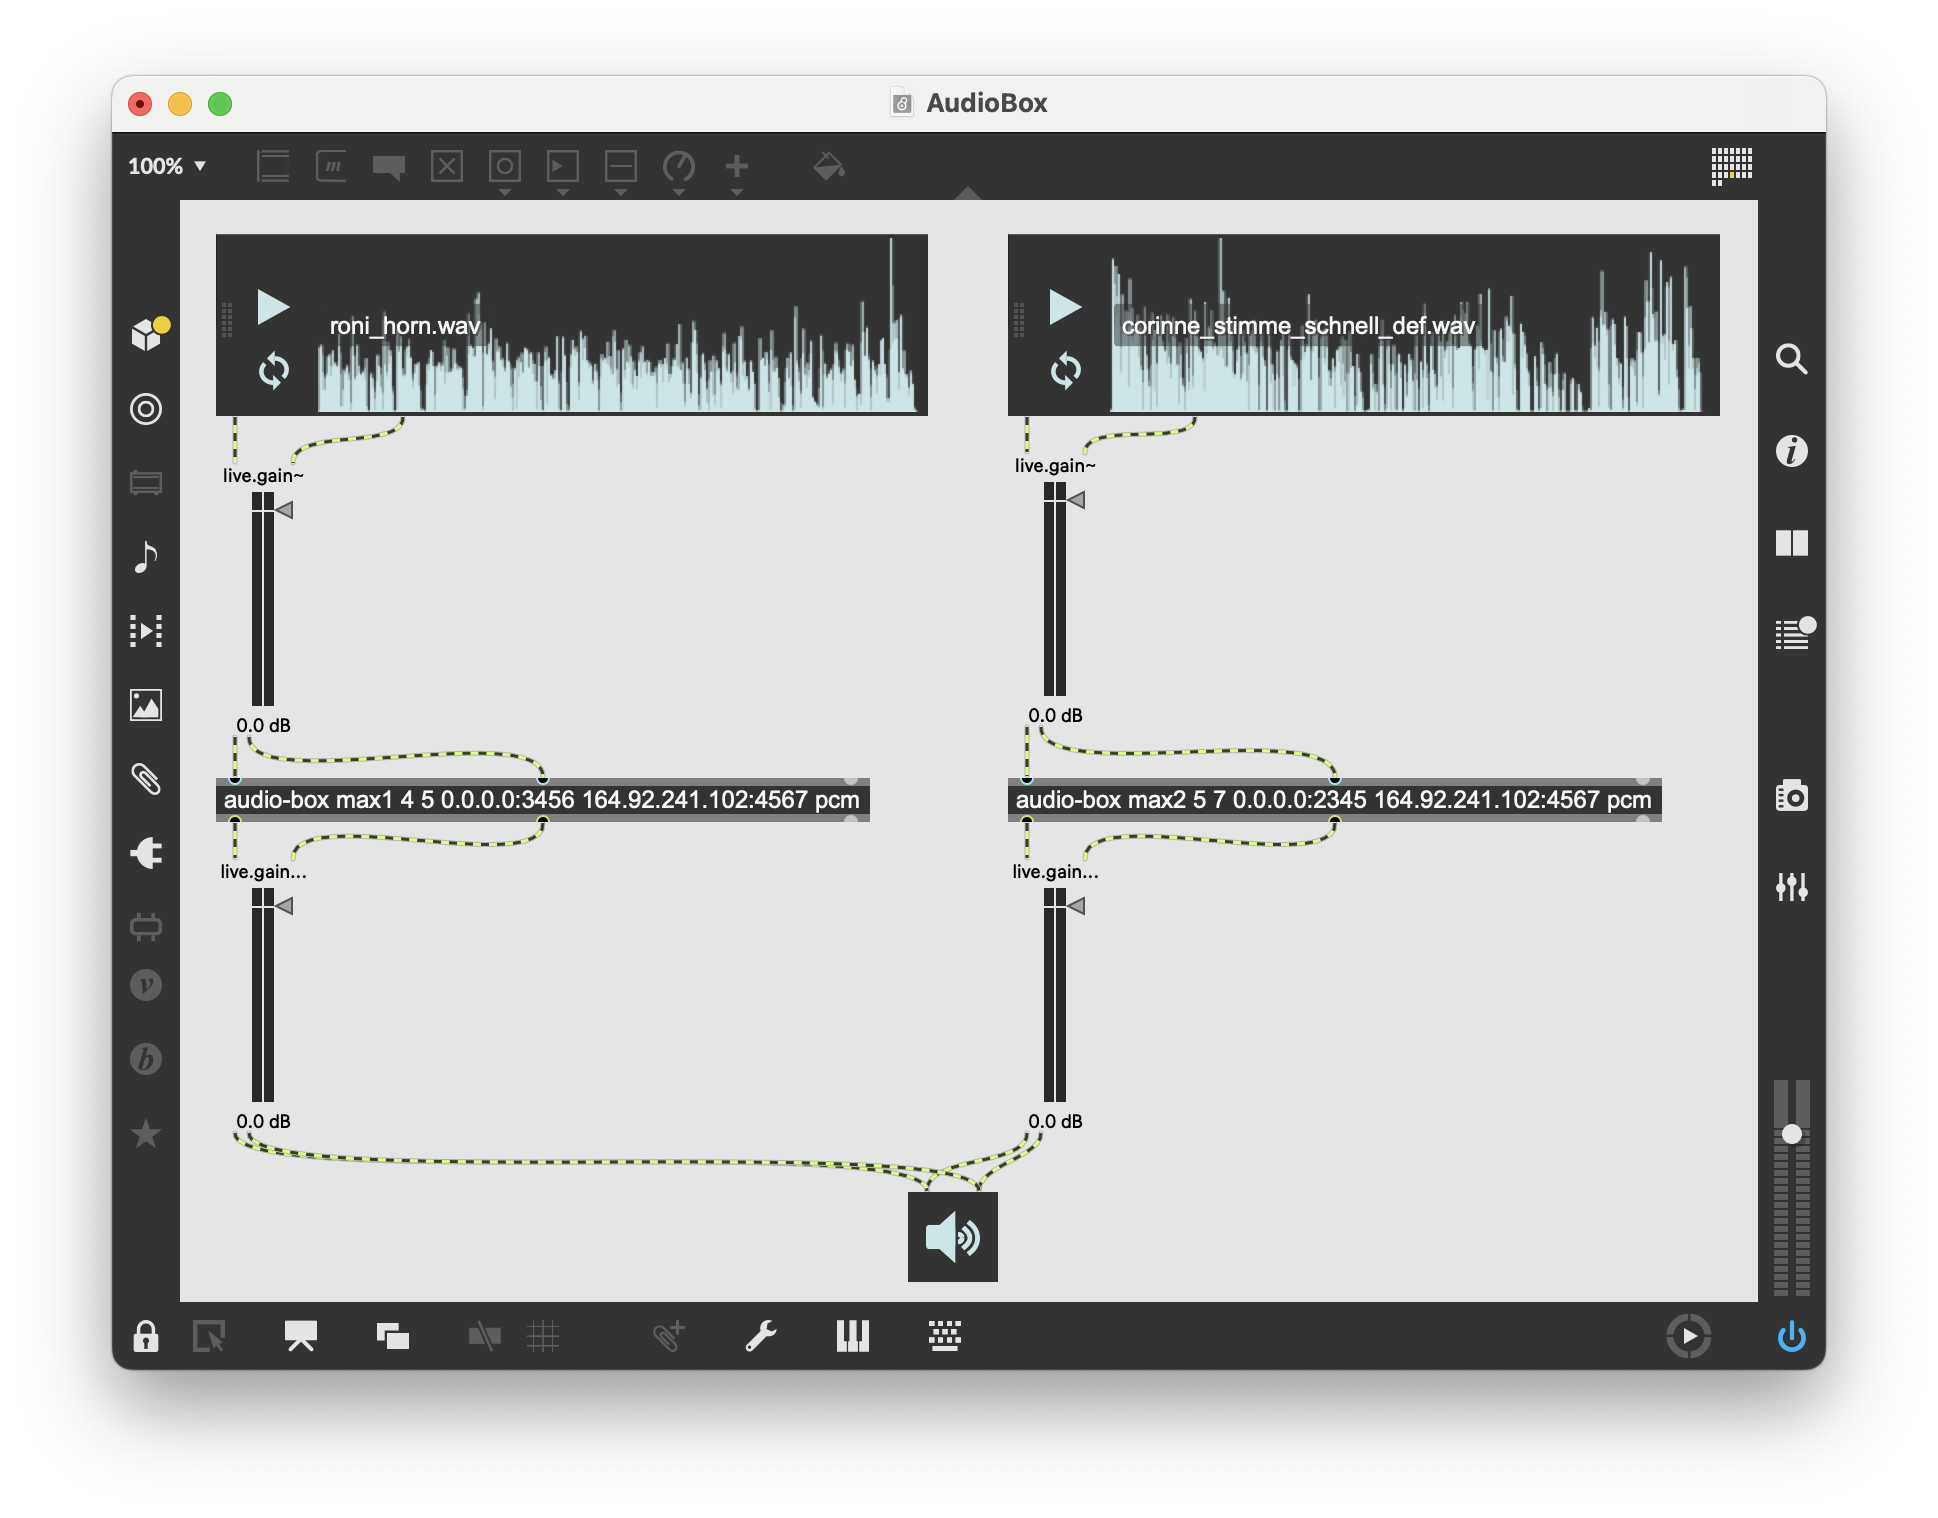 AudioBox
100%
m
roni_horn.wav
corinne_stimme_schnell_def.wav
live.gain~
live.gain~
0.0 dB
0.0 dB
audio-box max1 4 5 0.0.0.0:3456 164.92.241.102:4567 pcm
audio-box max2 5 7 0.0.0.0:2345 164.92.241.102:4567 pcm
live.gain...
live.gain...
0.0 dB
0.0 dB
i
v
b